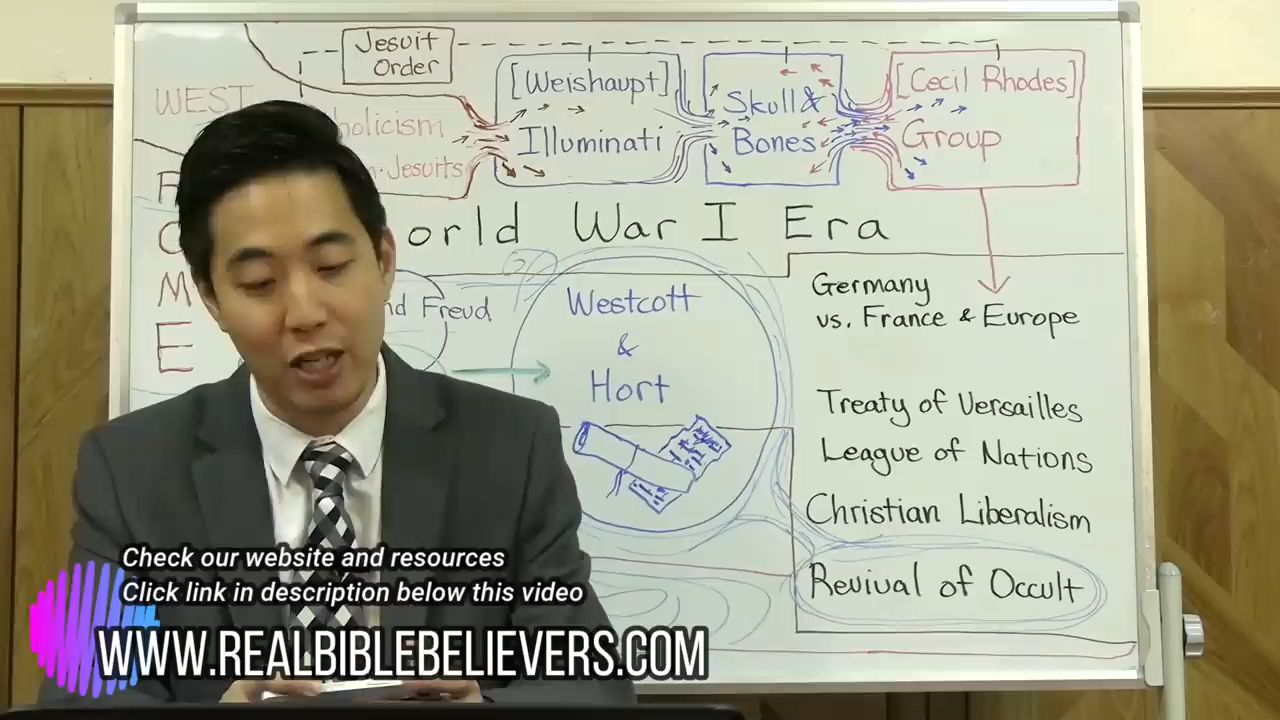 Jesuit
Order
WEST
[Weishaupt]
Illuminati
Skull &
Bones
[Cecil Rhodes]
Group
Jesuits
World War I Era
R
O
M
E
Freud
Westcott
&
Hort
Germany
vs. France & Europe
Treaty of Versailles
League of Nations
Christian Liberalism
Revival of Occult
Check our website and resources
Click link in description below this video
WWW.REALBIBLEBELIEVERS.COM